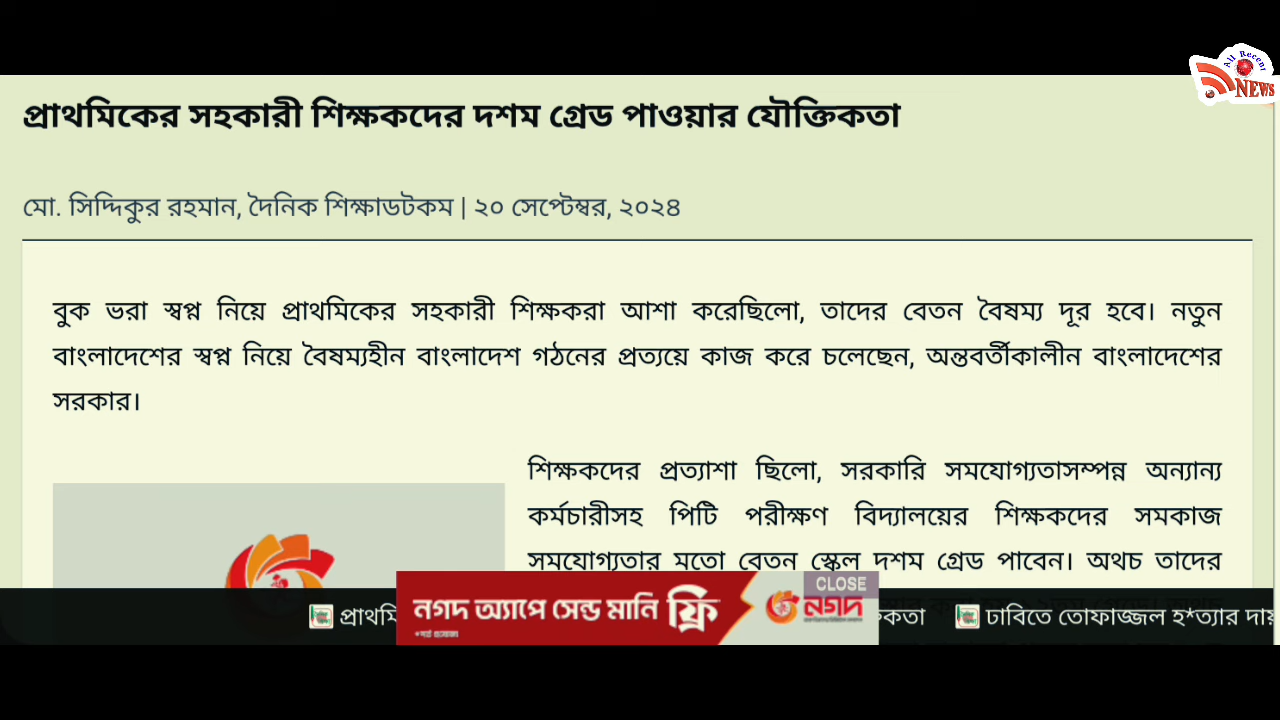 All Recent
NEWS
প্রাথমিকের সহকারী শিক্ষকদের দশম গ্রেড পাওয়ার যৌক্তিকতা
মো. সিদ্দিকুর রহমান, দৈনিক শিক্ষাডটকম | ২০ সেপ্টেম্বর, ২০২৪
বুক ভরা স্বপ্ন নিয়ে প্রাথমিকের সহকারী শিক্ষকরা আশা করেছিলো, তাদের বেতন বৈষম্য দূর হবে। নতুন
বাংলাদেশের স্বপ্ন নিয়ে বৈষম্যহীন বাংলাদেশ গঠনের প্রত্যয়ে কাজ করে চলেছেন, অন্তবর্তীকালীন বাংলাদেশের
সরকার।
শিক্ষকদের প্রত্যাশা ছিলো, সরকারি সমযোগ্যতাসম্পন্ন অন্যান্য
কর্মচারীসহ পিটি পরীক্ষণ বিদ্যালয়ের শিক্ষকদের সমকাজ
সমযোগ্যতার মতো বেতন স্কেল দশম গ্রেড পাবেন। অথচ তাদের
CLOSE
নগদ অ্যাপে সেন্ড মানি ফ্রি
নগদ
প্রাথমি
কতা ঢাবিতে তোফাজ্জল হ*ত্যার দায়